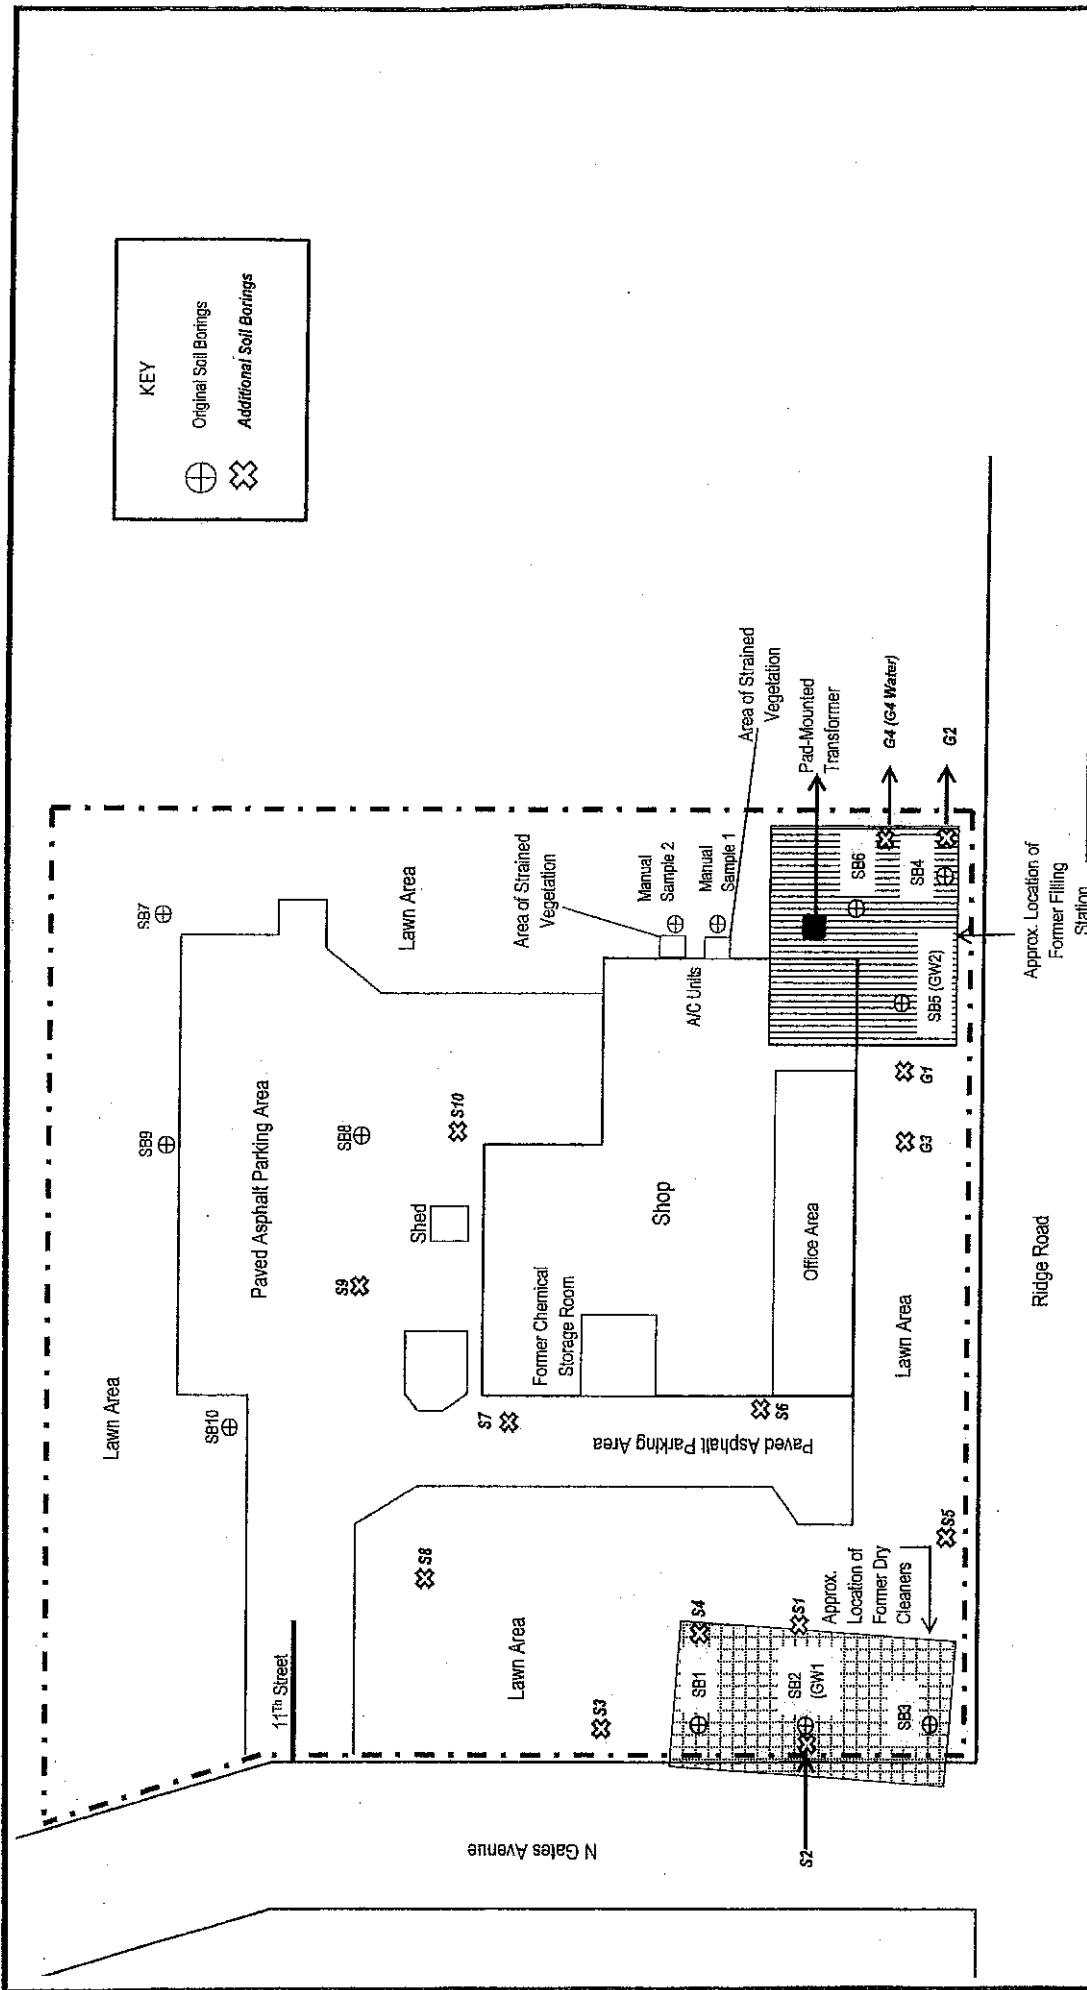 KEY
Original Soil Borings
Additional Soil Borings
SB7
SB9
SB10
Lawn Area
Paved Asphalt Parking Area
SB8
S10
S9
Shed
Lawn Area
11Th Street
S8
Lawn Area
S3
N Gates Avenue
S7
Paved Asphalt Parking Area
S6
Former Chemical
Storage Room
Shop
Office Area
A/C Units
Area of Strained
Vegetation
Manual
Sample 2
Manual
Sample 1
Area of Strained
Vegetation
Pad-Mounted
Transformer
SB6
G4 (G4 Water)
SB4
G2
SB5 (GW2)
Approx. Location of
Former Filling
Station
G1
G3
Lawn Area
Ridge Road
S5
Approx.
Location of
Former Dry
Cleaners
S4
S1
SB1
SB2
(GW1
SB3
S2